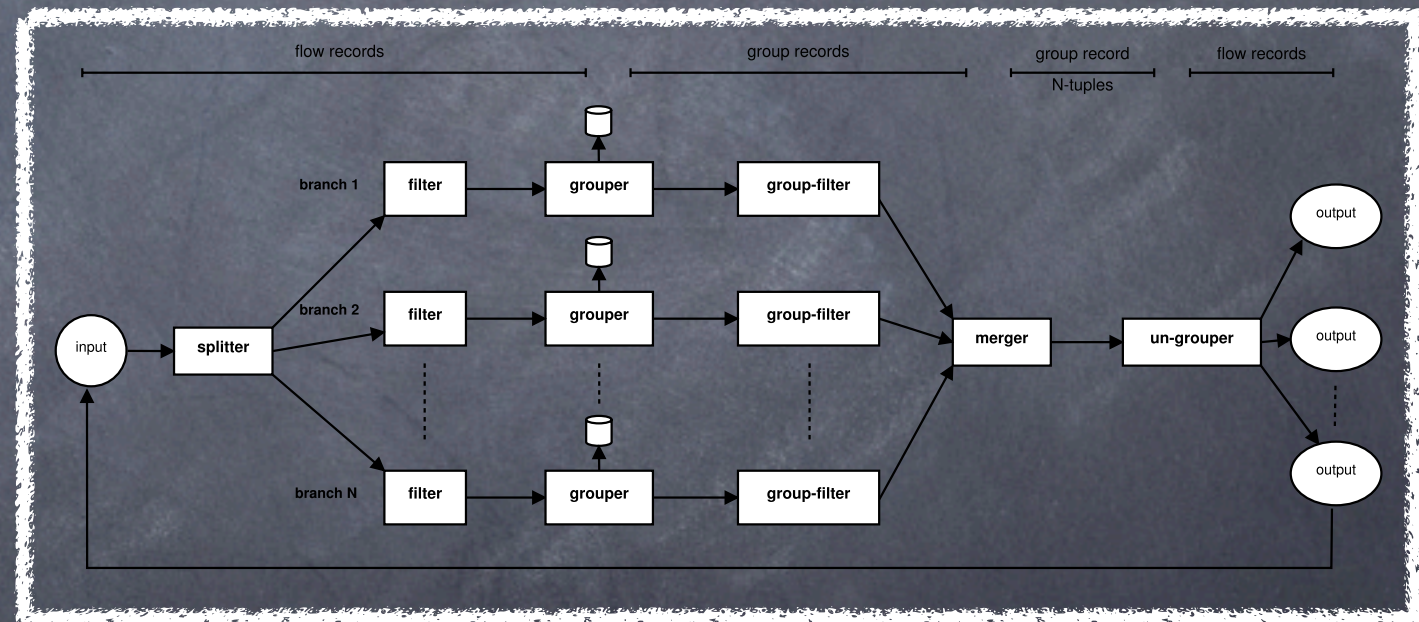 flow records
group records
group record
N-tuples
flow records
branch 1
filter
grouper
group-filter
output
branch 2
filter
grouper
group-filter
input
splitter
merger
un-grouper
output
branch N
filter
grouper
group-filter
output